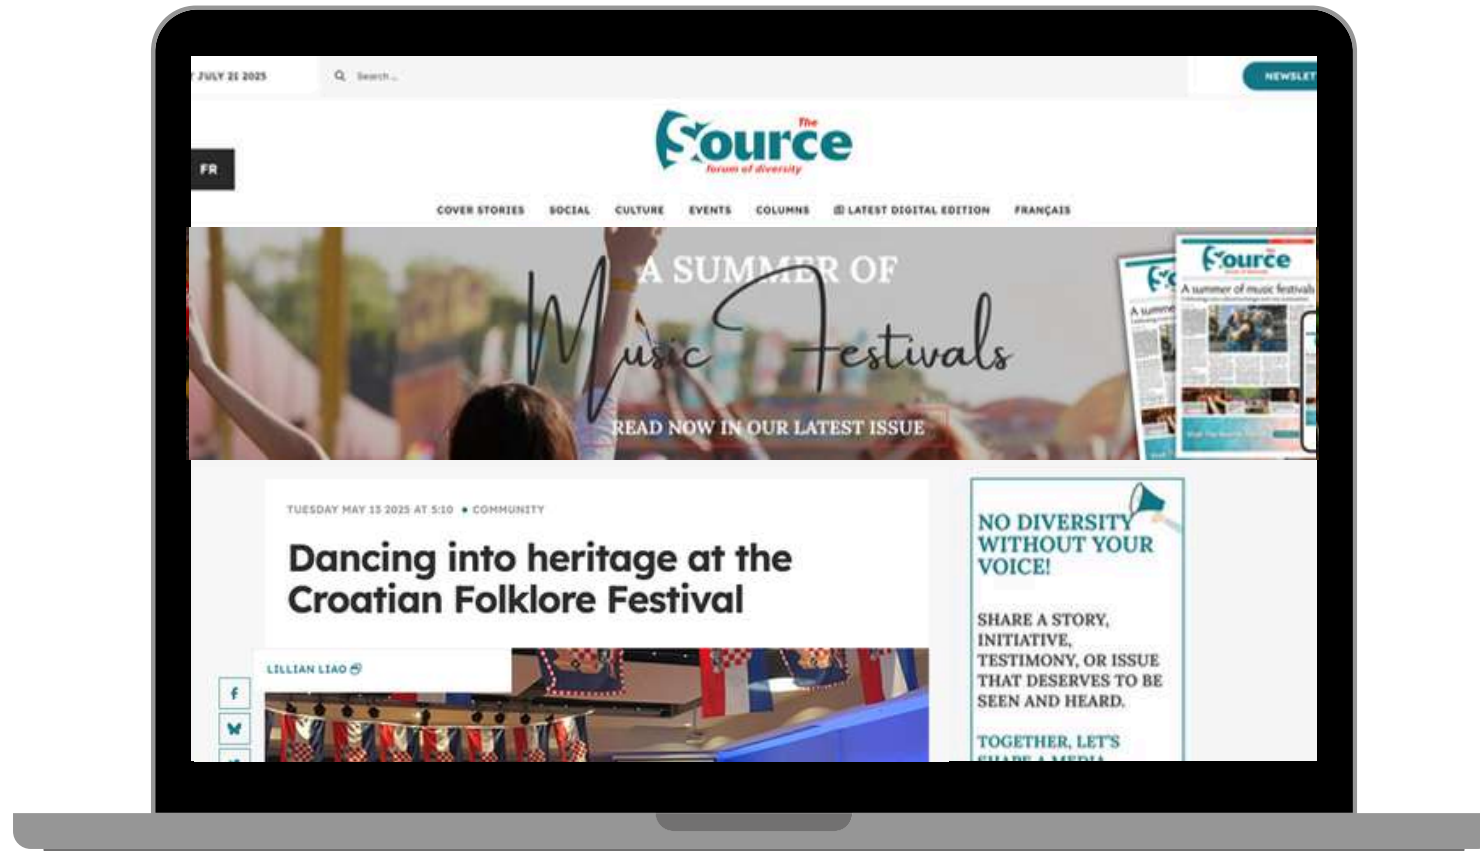 JULY 21 2025
Search ...
NEWSLET
The
Source
forum of diversity
FR
COVER STORIES SOCIAL CULTURE EVENTS COLUMNS LATEST DIGITAL EDITION FRANÇAIS
A SUMMER OF
Music Festivals
READ NOW IN OUR LATEST ISSUE
Source
A summer of music festivals
A summe
TUESDAY MAY 13 2025 AT 5:10 • COMMUNITY
Dancing into heritage at the
Croatian Folklore Festival
LILLIAN LIAO
NO DIVERSITY
WITHOUT YOUR
VOICE!
SHARE A STORY,
INITIATIVE,
TESTIMONY, OR ISSUE
THAT DESERVES TO BE
SEEN AND HEARD.
TOGETHER, LET'S
SHAPE A MEDIA